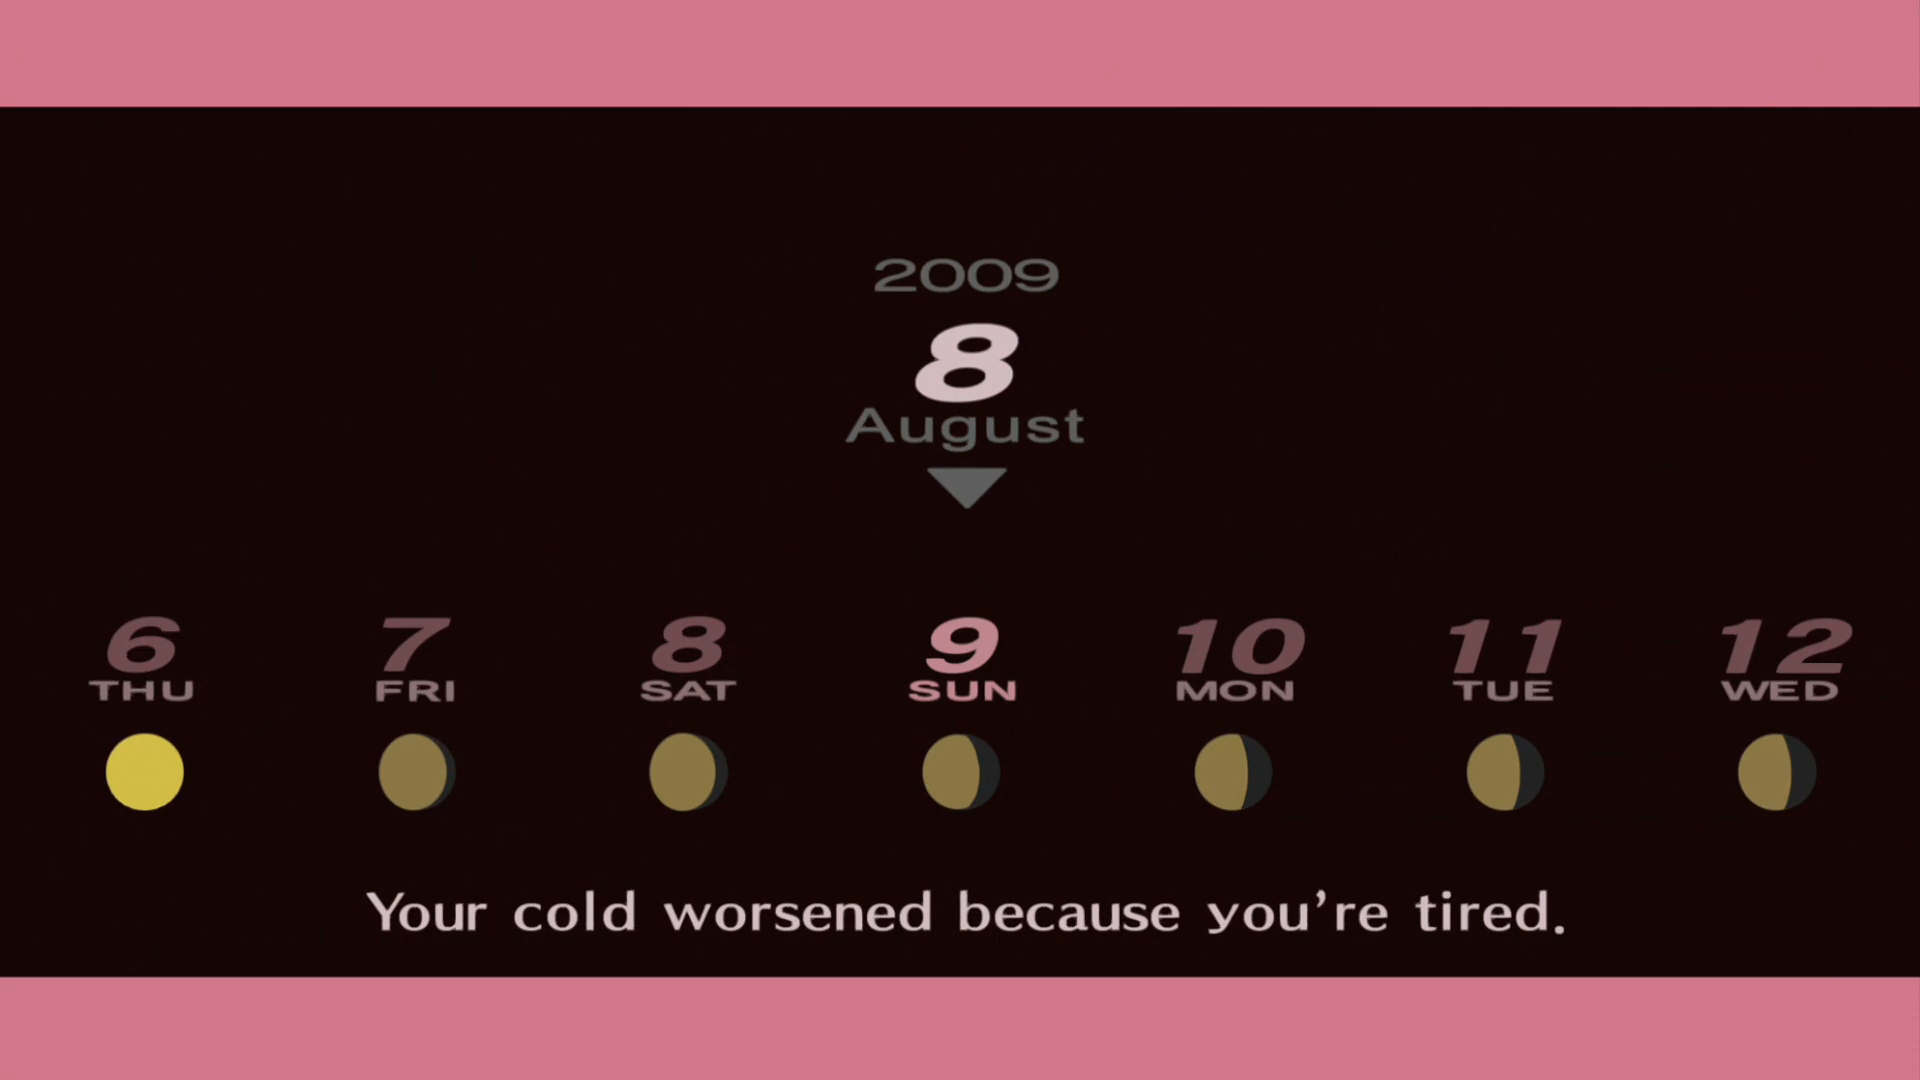 2009
8
August
6 7 8 9 10 11 12
THU FRI SAT SUN MON TUE WED
Your cold worsened because you’re tired.